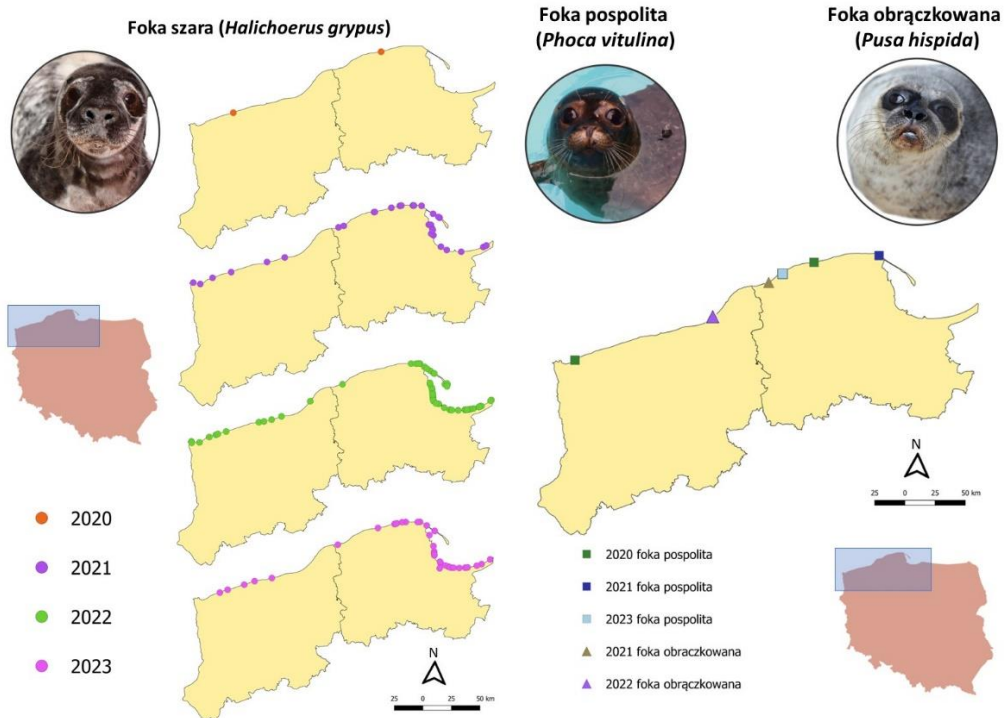 Foka szara (Halichoerus grypus)
Foka pospolita
(Phoca vitulina)
Foka obrączkowana
(Pusa hispida)
2020
2021
2022
2023
N
25 0 25 50 km
N
25 0 25 50 km
2020 foka pospolita
2021 foka pospolita
2023 foka pospolita
2021 foka obraczkowana
2022 foka obrączkowana